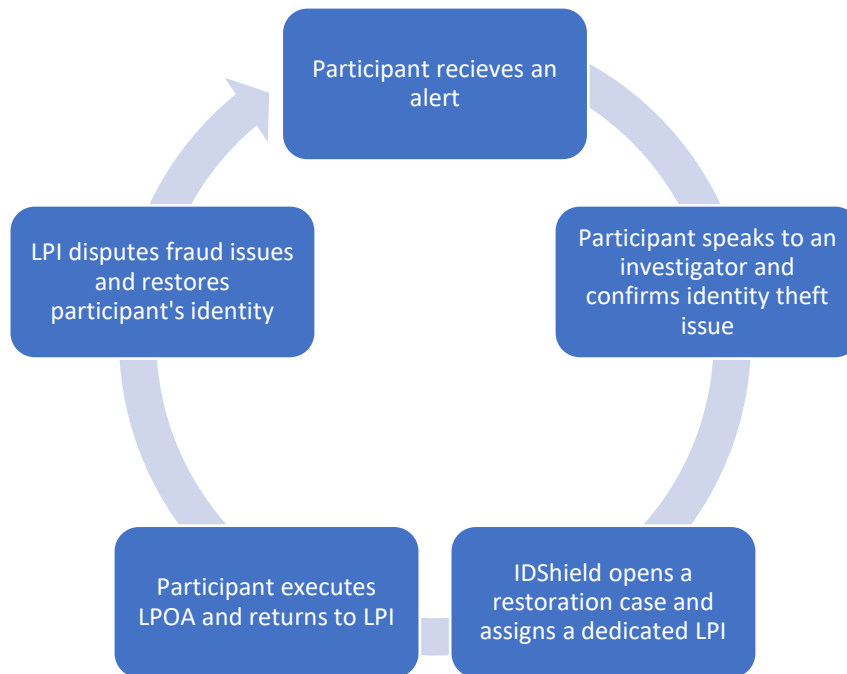 Participant recieves an
alert
Participant speaks to an
investigator and
confirms identity theft
issue
IDShield opens a
restoration case and
assigns a dedicated LPI
Participant executes
LPOA and returns to LPI
LPI disputes fraud issues
and restores
participant's identity